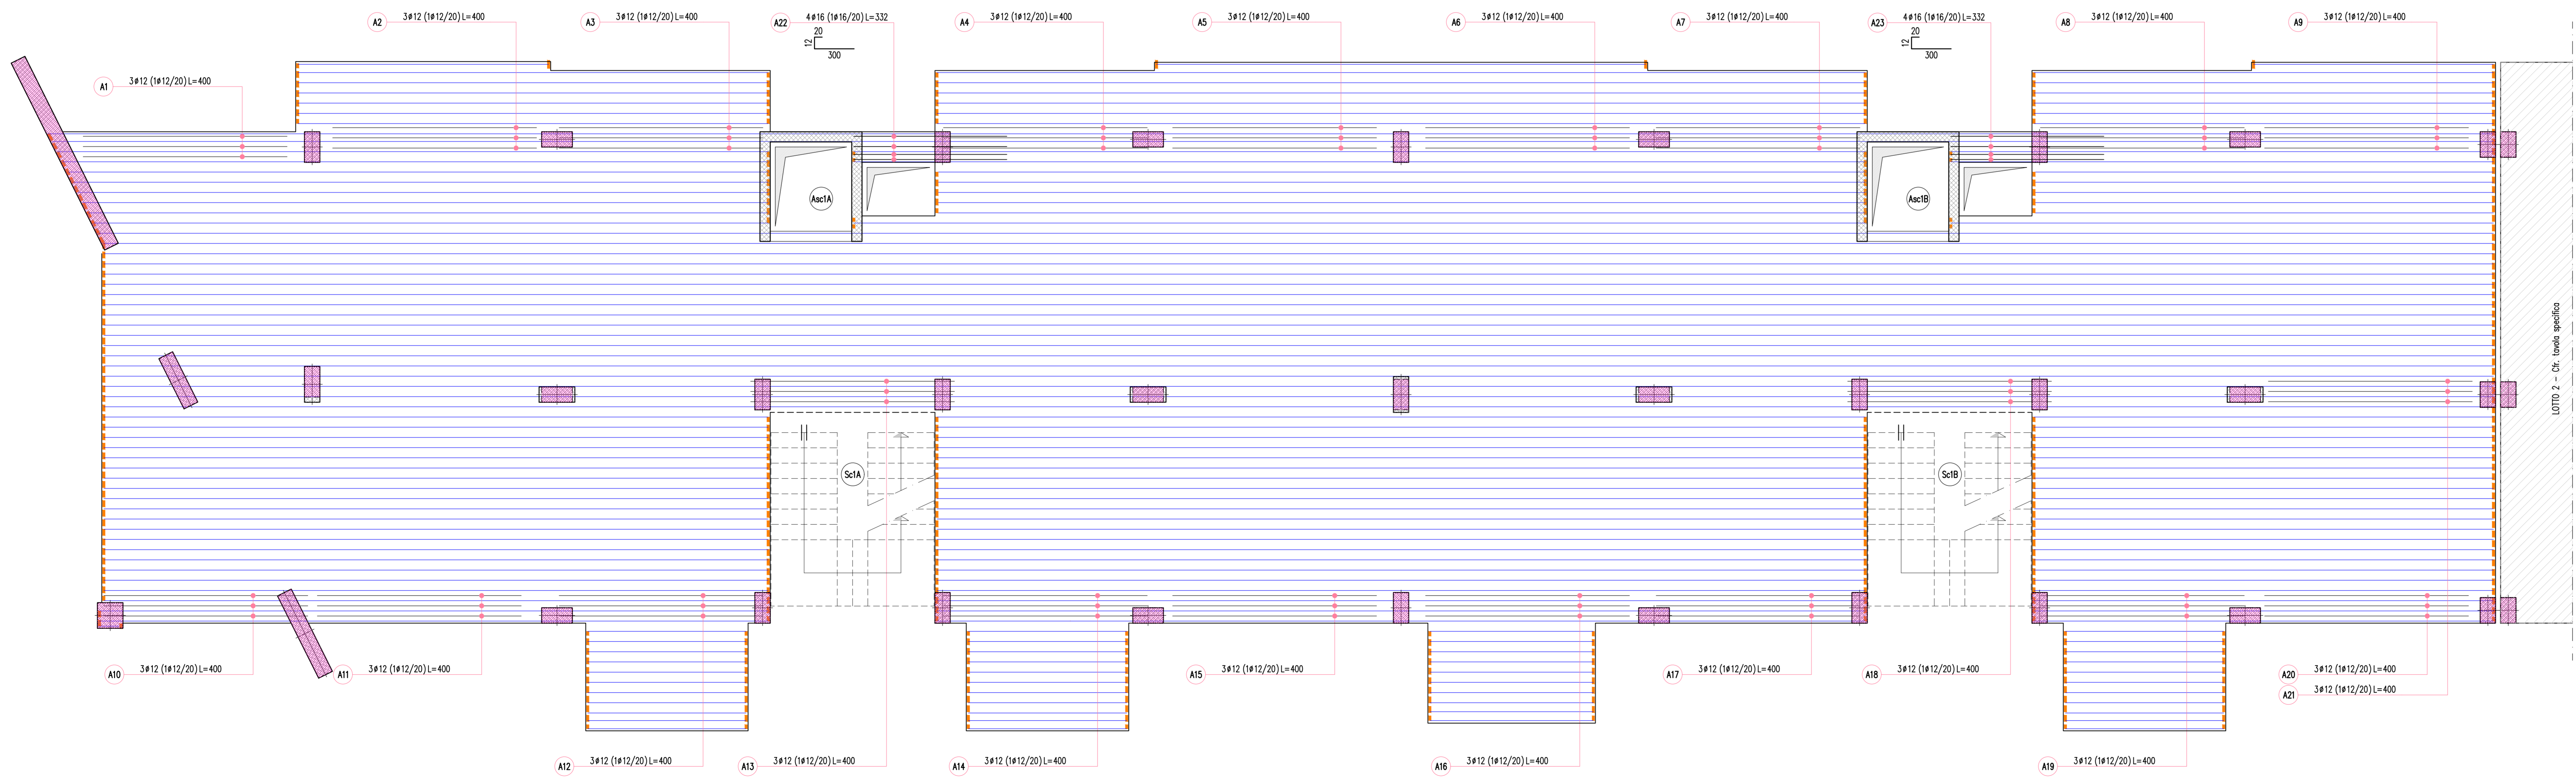 A2 3ø12 (1ø12/20) L=400
A3 3ø12 (1ø12/20) L=400
A22 4ø16 (1ø16/20) L=332
20
12
300
A4 3ø12 (1ø12/20) L=400
A5 3ø12 (1ø12/20) L=400
A6 3ø12 (1ø12/20) L=400
A7 3ø12 (1ø12/20) L=400
A23 4ø16 (1ø16/20) L=332
20
12
300
A8 3ø12 (1ø12/20) L=400
A9 3ø12 (1ø12/20) L=400
A1 3ø12 (1ø12/20) L=400
Asc1A
Asc1B
LOTTO 2 - Cfr. tavola specifica
Sc1A
Sc1B
A10 3ø12 (1ø12/20) L=400
A11 3ø12 (1ø12/20) L=400
A15 3ø12 (1ø12/20) L=400
A17 3ø12 (1ø12/20) L=400
A18 3ø12 (1ø12/20) L=400
A20 3ø12 (1ø12/20) L=400
A21 3ø12 (1ø12/20) L=400
A12 3ø12 (1ø12/20) L=400
A13 3ø12 (1ø12/20) L=400
A14 3ø12 (1ø12/20) L=400
A16 3ø12 (1ø12/20) L=400
A19 3ø12 (1ø12/20) L=400